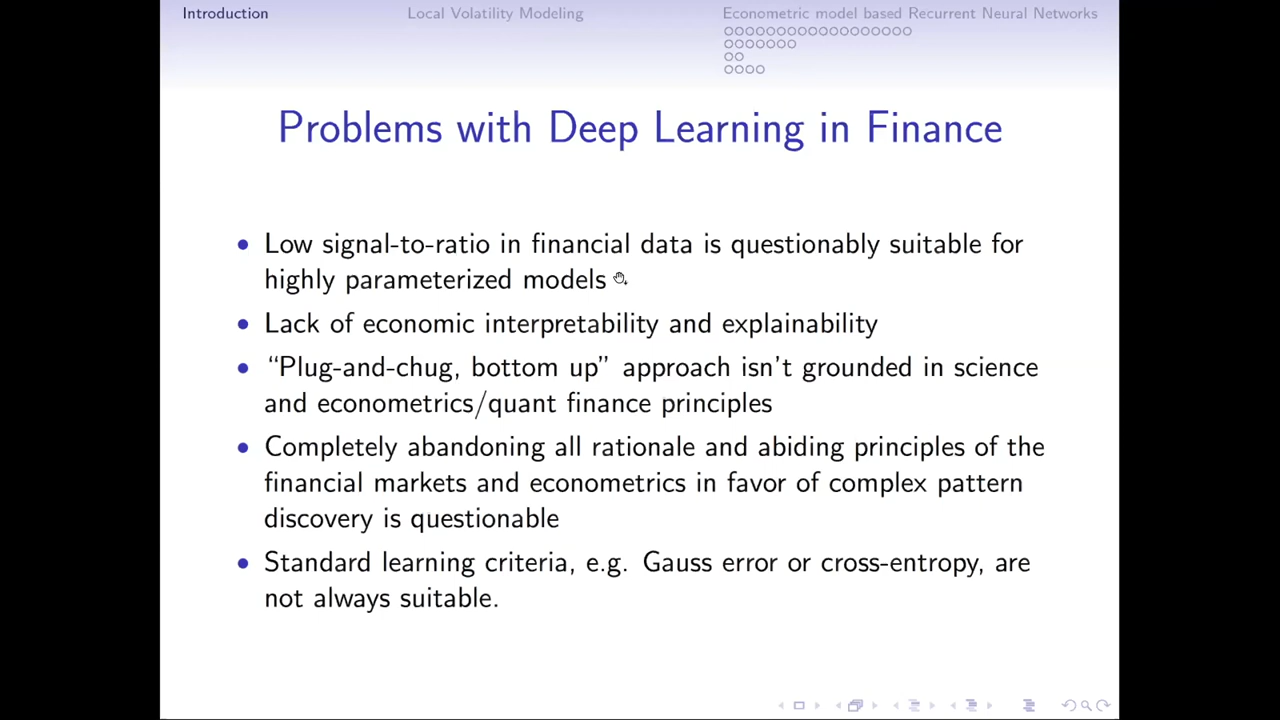 Introduction
Local Volatility Modeling
Econometric model based Recurrent Neural Networks
Problems with Deep Learning in Finance
• Low signal-to-ratio in financial data is questionably suitable for
highly parameterized models
• Lack of economic interpretability and explainability
• “Plug-and-chug, bottom up” approach isn’t grounded in science
and econometrics/quant finance principles
• Completely abandoning all rationale and abiding principles of the
financial markets and econometrics in favor of complex pattern
discovery is questionable
• Standard learning criteria, e.g. Gauss error or cross-entropy, are
not always suitable.